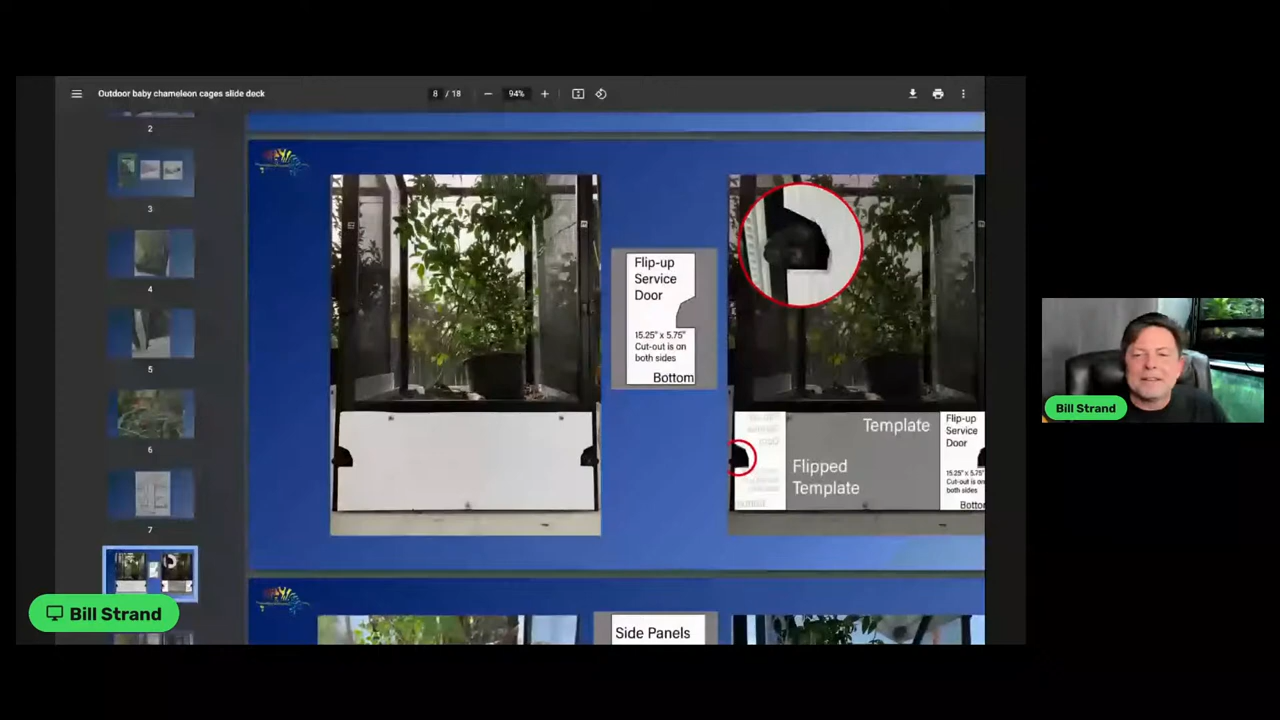 Outdoor baby chameleon cages slide deck
8 / 18
94%
2
3
4
5
6
7
Flip-up
Service
Door
15.25" x 5.75"
Cut-out is on
both sides
Bottom
Template
Flipped
Template
Flip-up
Service
Door
15.25" x 5.75"
Cut-out is on
both sides
Bottom
Side Panels
Bill Strand
Bill Strand